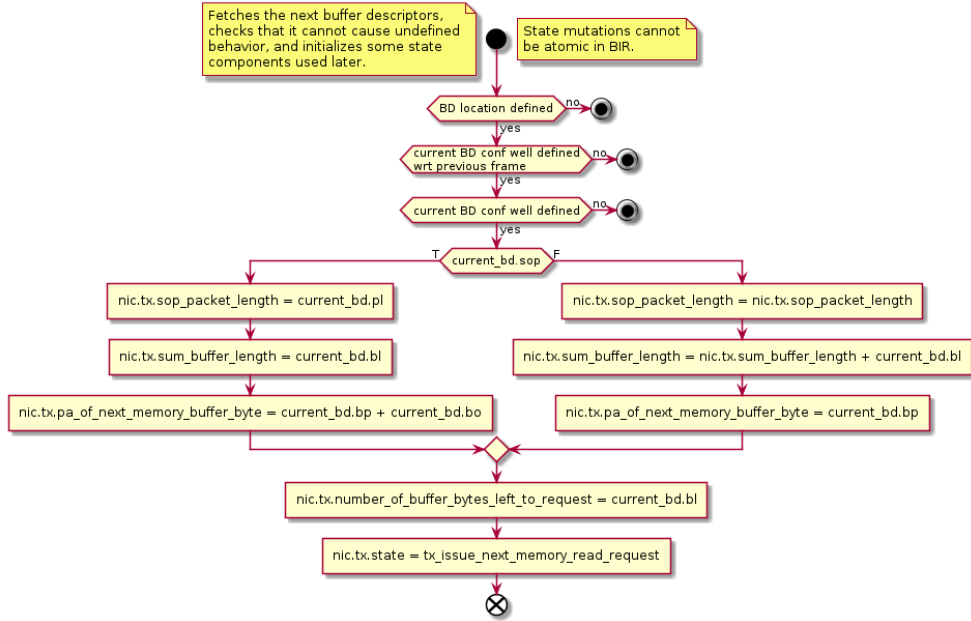 Fetches the next buffer descriptors,
checks that it cannot cause undefined
behavior, and initializes some state
components used later.
State mutations cannot
be atomic in BIR.
BD location defined
no
yes
current BD conf well defined
wrt previous frame
no
yes
current BD conf well defined
no
yes
T
current_bd.sop
F
nic.tx.sop_packet_length = current_bd.pl
nic.tx.sop_packet_length = nic.tx.sop_packet_length
nic.tx.sum_buffer_length = current_bd.bl
nic.tx.sum_buffer_length = nic.tx.sum_buffer_length + current_bd.bl
nic.tx.pa_of_next_memory_buffer_byte = current_bd.bp + current_bd.bo
nic.tx.pa_of_next_memory_buffer_byte = current_bd.bp
nic.tx.number_of_buffer_bytes_left_to_request = current_bd.bl
nic.tx.state = tx_issue_next_memory_read_request